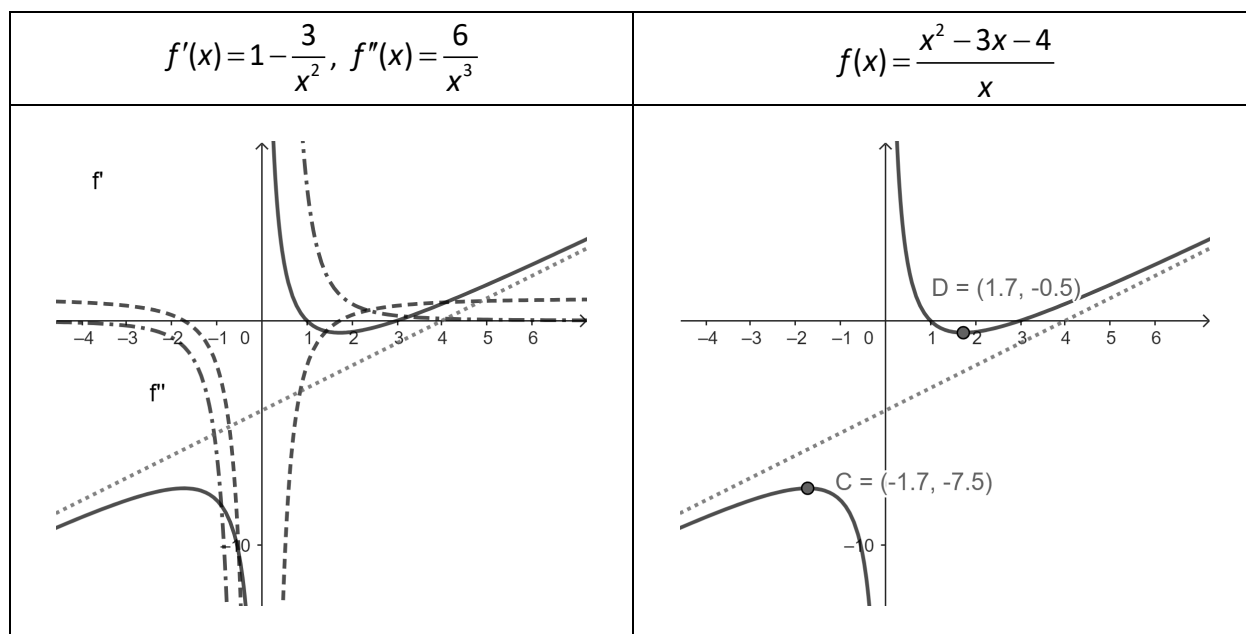 f′(x) = 1 − 3/x², f″(x) = 6/x³
f(x) = (x² − 3x − 4)/x
f'
–4 –3 –2 –1 0 1 2 3 4 5 6
f''
–10
D = (1.7, -0.5)
–4 –3 –2 –1 0 1 2 3 4 5 6
C = (-1.7, -7.5)
–10